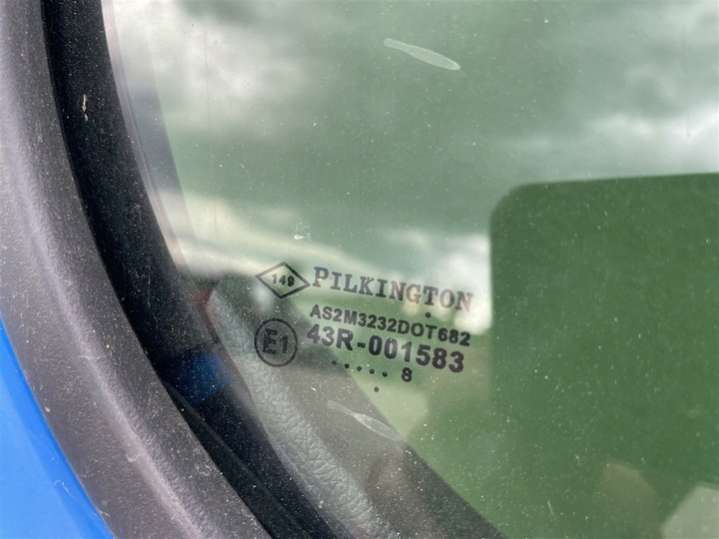 149 PILKINGTON
AS2M3232DOT682
E1 43R-001583
..... 8
.